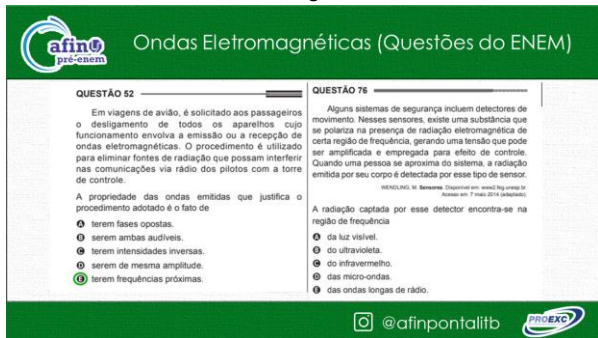 afin
pré-enem
Ondas Eletromagnéticas (Questões do ENEM)
QUESTÃO 52
Em viagens de avião, é solicitado aos passageiros
o desligamento de todos os aparelhos cujo
funcionamento envolva a emissão ou a recepção de
ondas eletromagnéticas. O procedimento é utilizado
para eliminar fontes de radiação que possam interferir
nas comunicações via rádio dos pilotos com a torre
de controle.
A propriedade das ondas emitidas que justifica o
procedimento adotado é o fato de
A terem fases opostas.
B serem ambas audíveis.
C terem intensidades inversas.
D serem de mesma amplitude.
E terem frequências próximas.
QUESTÃO 76
Alguns sistemas de segurança incluem detectores de
movimento. Nesses sensores, existe uma substância que
se polariza na presença de radiação eletromagnética de
certa região de frequência, gerando uma tensão que pode
ser amplificada e empregada para efeito de controle.
Quando uma pessoa se aproxima do sistema, a radiação
emitida por seu corpo é detectada por esse tipo de sensor.
WENDLING, M. Sensores. Disponível em: www2.feg.unesp.br.
Acesso em: 7 maio 2014 (adaptado).
A radiação captada por esse detector encontra-se na
região de frequência
A da luz visível.
B do ultravioleta.
C do infravermelho.
D das micro-ondas.
E das ondas longas de rádio.
@afinpontalitb
PROEXC